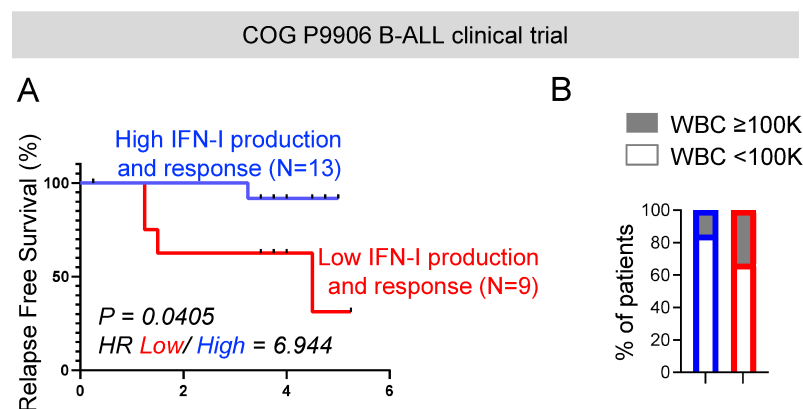 COG P9906 B-ALL clinical trial
A
B
High IFN-I production
and response (N=13)
Relapse Free Survival (%)
100
50
0
Low IFN-I production
and response (N=9)
P = 0.0405
HR Low/ High = 6.944
0 2 4 6
WBC ≥100K
WBC <100K
% of patients
100
80
60
40
20
0